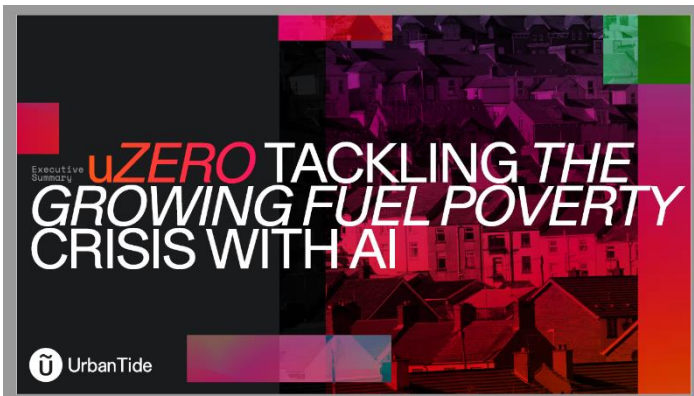 Executive
Summary
uZERO TACKLING THE
GROWING FUEL POVERTY
CRISIS WITH AI
ũ UrbanTide